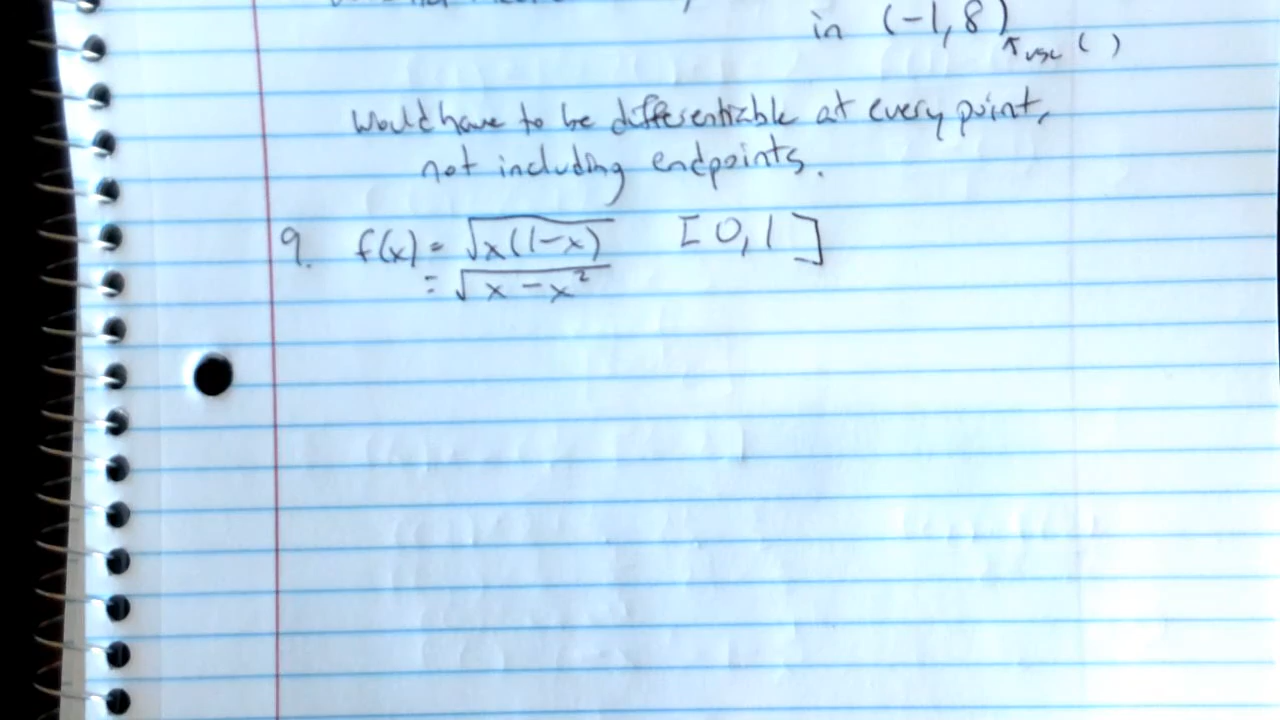 in (-1,8)
↑ use ( )
Would have to be differentiable at every point,
not including endpoints.
9. f(x) = √x(1-x) [0,1]
= √x-x²